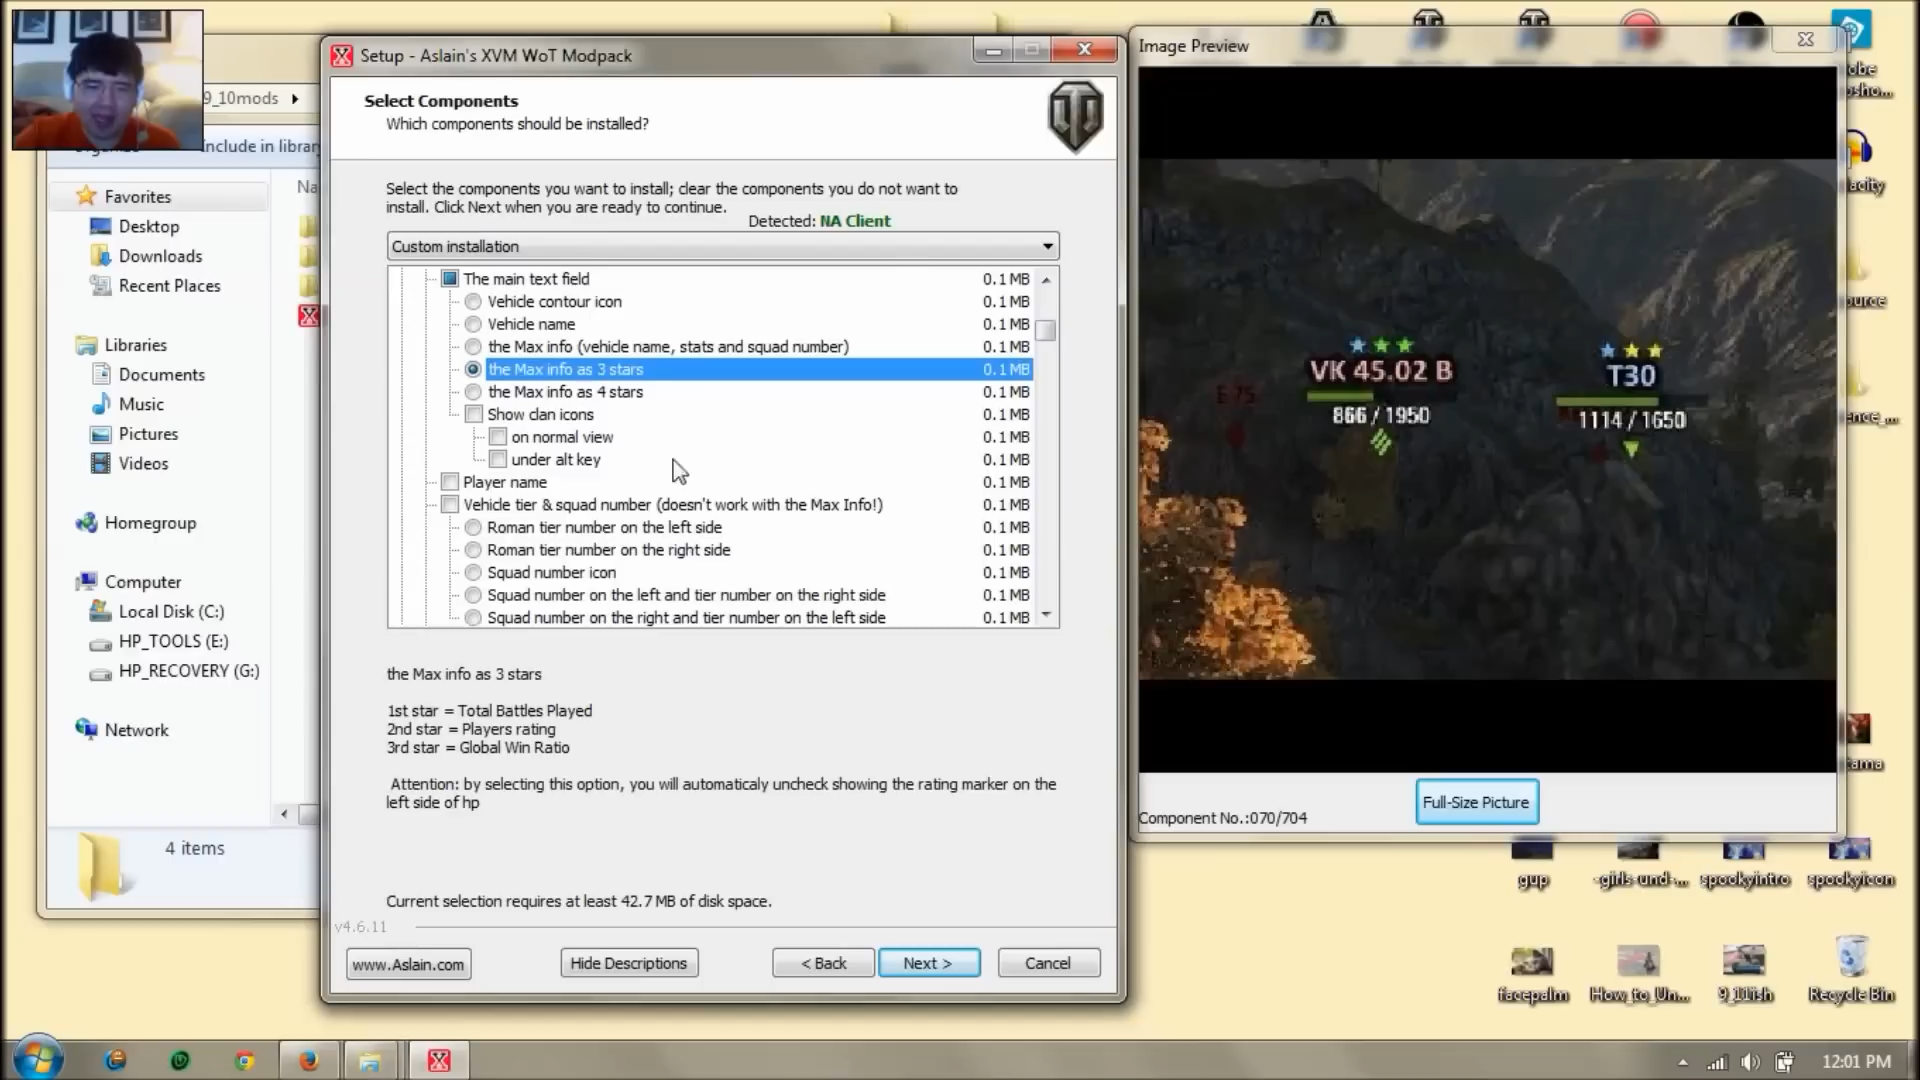 9_10mods
Include in library
Na
Favorites
Desktop
Downloads
Recent Places
Libraries
Documents
Music
Pictures
Videos
Homegroup
Computer
Local Disk (C:)
HP_TOOLS (E:)
HP_RECOVERY (G:)
Network
4 items
Setup - Aslain's XVM WoT Modpack
Select Components
Which components should be installed?
Select the components you want to install; clear the components you do not want to
install. Click Next when you are ready to continue.
Detected: NA Client
Custom installation
The main text field 0.1 MB
Vehicle contour icon 0.1 MB
Vehicle name 0.1 MB
the Max info (vehicle name, stats and squad number) 0.1 MB
the Max info as 3 stars 0.1 MB
the Max info as 4 stars 0.1 MB
Show clan icons 0.1 MB
on normal view 0.1 MB
under alt key 0.1 MB
Player name 0.1 MB
Vehicle tier & squad number (doesn't work with the Max Info!) 0.1 MB
Roman tier number on the left side 0.1 MB
Roman tier number on the right side 0.1 MB
Squad number icon 0.1 MB
Squad number on the left and tier number on the right side 0.1 MB
Squad number on the right and tier number on the left side 0.1 MB
the Max info as 3 stars
1st star = Total Battles Played
2nd star = Players rating
3rd star = Global Win Ratio
Attention: by selecting this option, you will automaticaly uncheck showing the rating marker on the
left side of hp
Current selection requires at least 42.7 MB of disk space.
v4.6.11
www.Aslain.com
Hide Descriptions
< Back
Next >
Cancel
Image Preview
E 75
VK 45.02 B
866 / 1950
T30
1114 / 1650
Component No.:070/704
Full-Size Picture
obe
osho...
acity
ource
ence_...
tama
gup
-girls-und-...
spookyintro
spookyicon
facepalm
How_to_Un...
9_11ish
Recycle Bin
12:01 PM